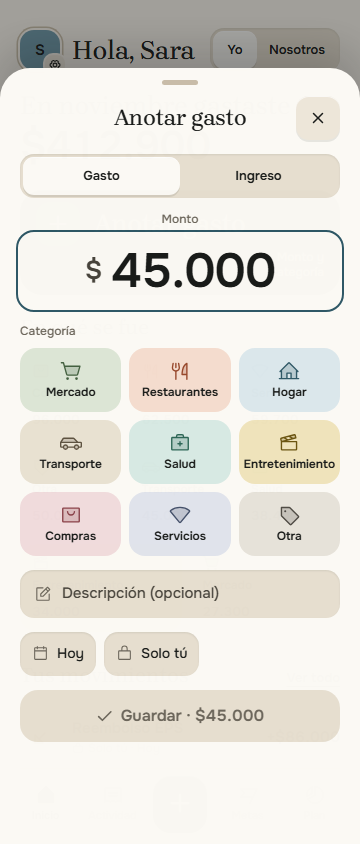 S
Hola, Sara
Yo
Nosotros
Anotar gasto
Gasto
Ingreso
Monto
$ 45.000
Categoría
Mercado
Restaurantes
Hogar
Transporte
Salud
Entretenimiento
Compras
Servicios
Otra
Descripción (opcional)
Hoy
Solo tú
Guardar · $45.000